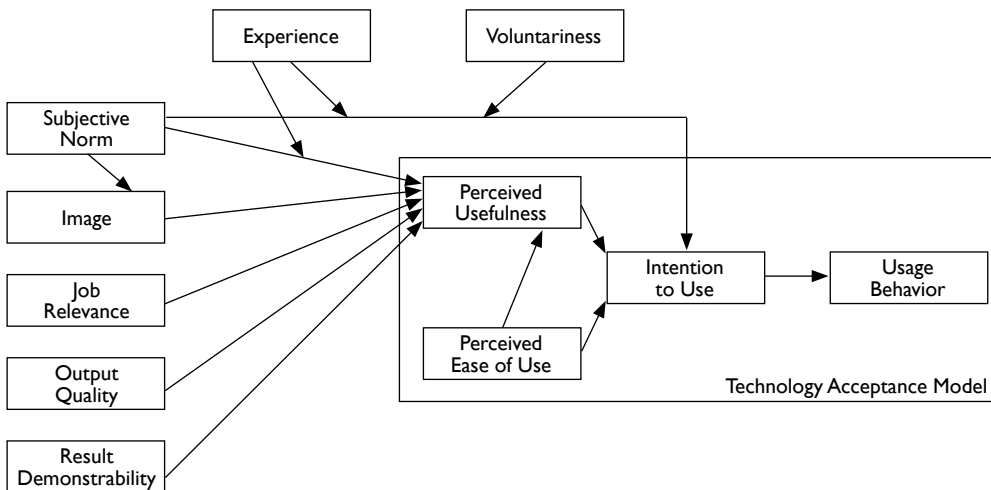 Experience
Voluntariness
Subjective
Norm
Image
Job
Relevance
Output
Quality
Result
Demonstrability
Perceived
Usefulness
Perceived
Ease of Use
Intention
to Use
Usage
Behavior
Technology Acceptance Model